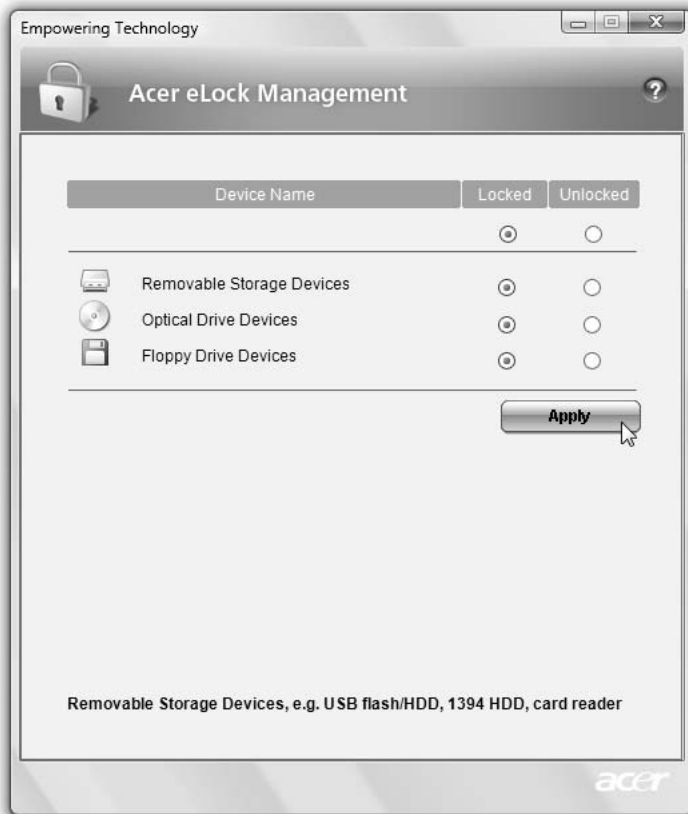 Empowering Technology
Acer eLock Management
?
Device Name Locked Unlocked
Removable Storage Devices
Optical Drive Devices
Floppy Drive Devices
Apply
Removable Storage Devices, e.g. USB flash/HDD, 1394 HDD, card reader
acer